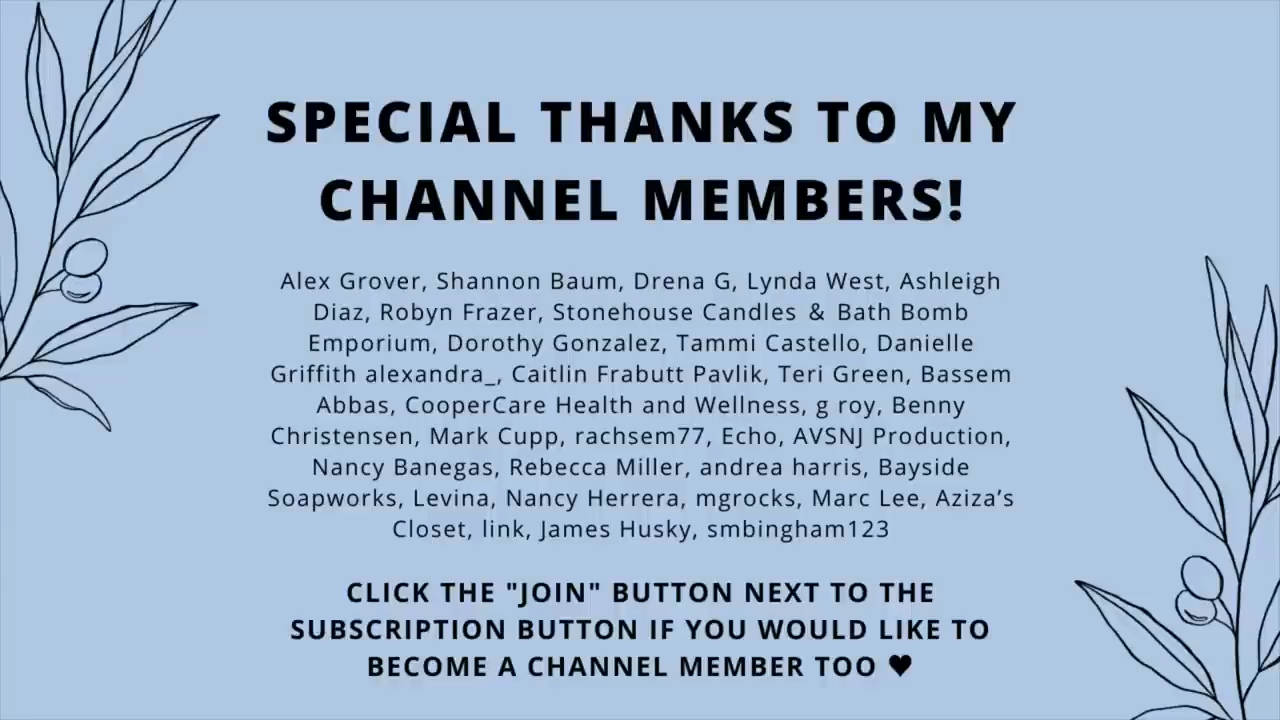 SPECIAL THANKS TO MY
CHANNEL MEMBERS!
Alex Grover, Shannon Baum, Drena G, Lynda West, Ashleigh
Diaz, Robyn Frazer, Stonehouse Candles & Bath Bomb
Emporium, Dorothy Gonzalez, Tammi Castello, Danielle
Griffith alexandra_, Caitlin Frabutt Pavlik, Teri Green, Bassem
Abbas, CooperCare Health and Wellness, g roy, Benny
Christensen, Mark Cupp, rachsem77, Echo, AVSNJ Production,
Nancy Banegas, Rebecca Miller, andrea harris, Bayside
Soapworks, Levina, Nancy Herrera, mgrocks, Marc Lee, Aziza’s
Closet, link, James Husky, smbingham123
CLICK THE "JOIN" BUTTON NEXT TO THE
SUBSCRIPTION BUTTON IF YOU WOULD LIKE TO
BECOME A CHANNEL MEMBER TOO ♥